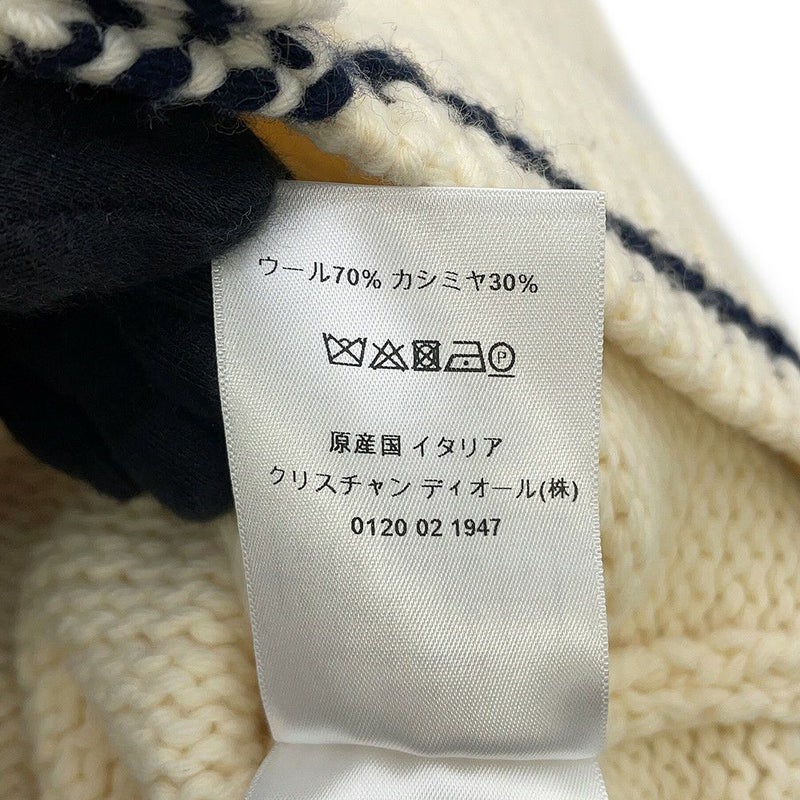 ウール70% カシミヤ30%
P
原産国 イタリア
クリスチャン ディオール(株)
0120 02 1947